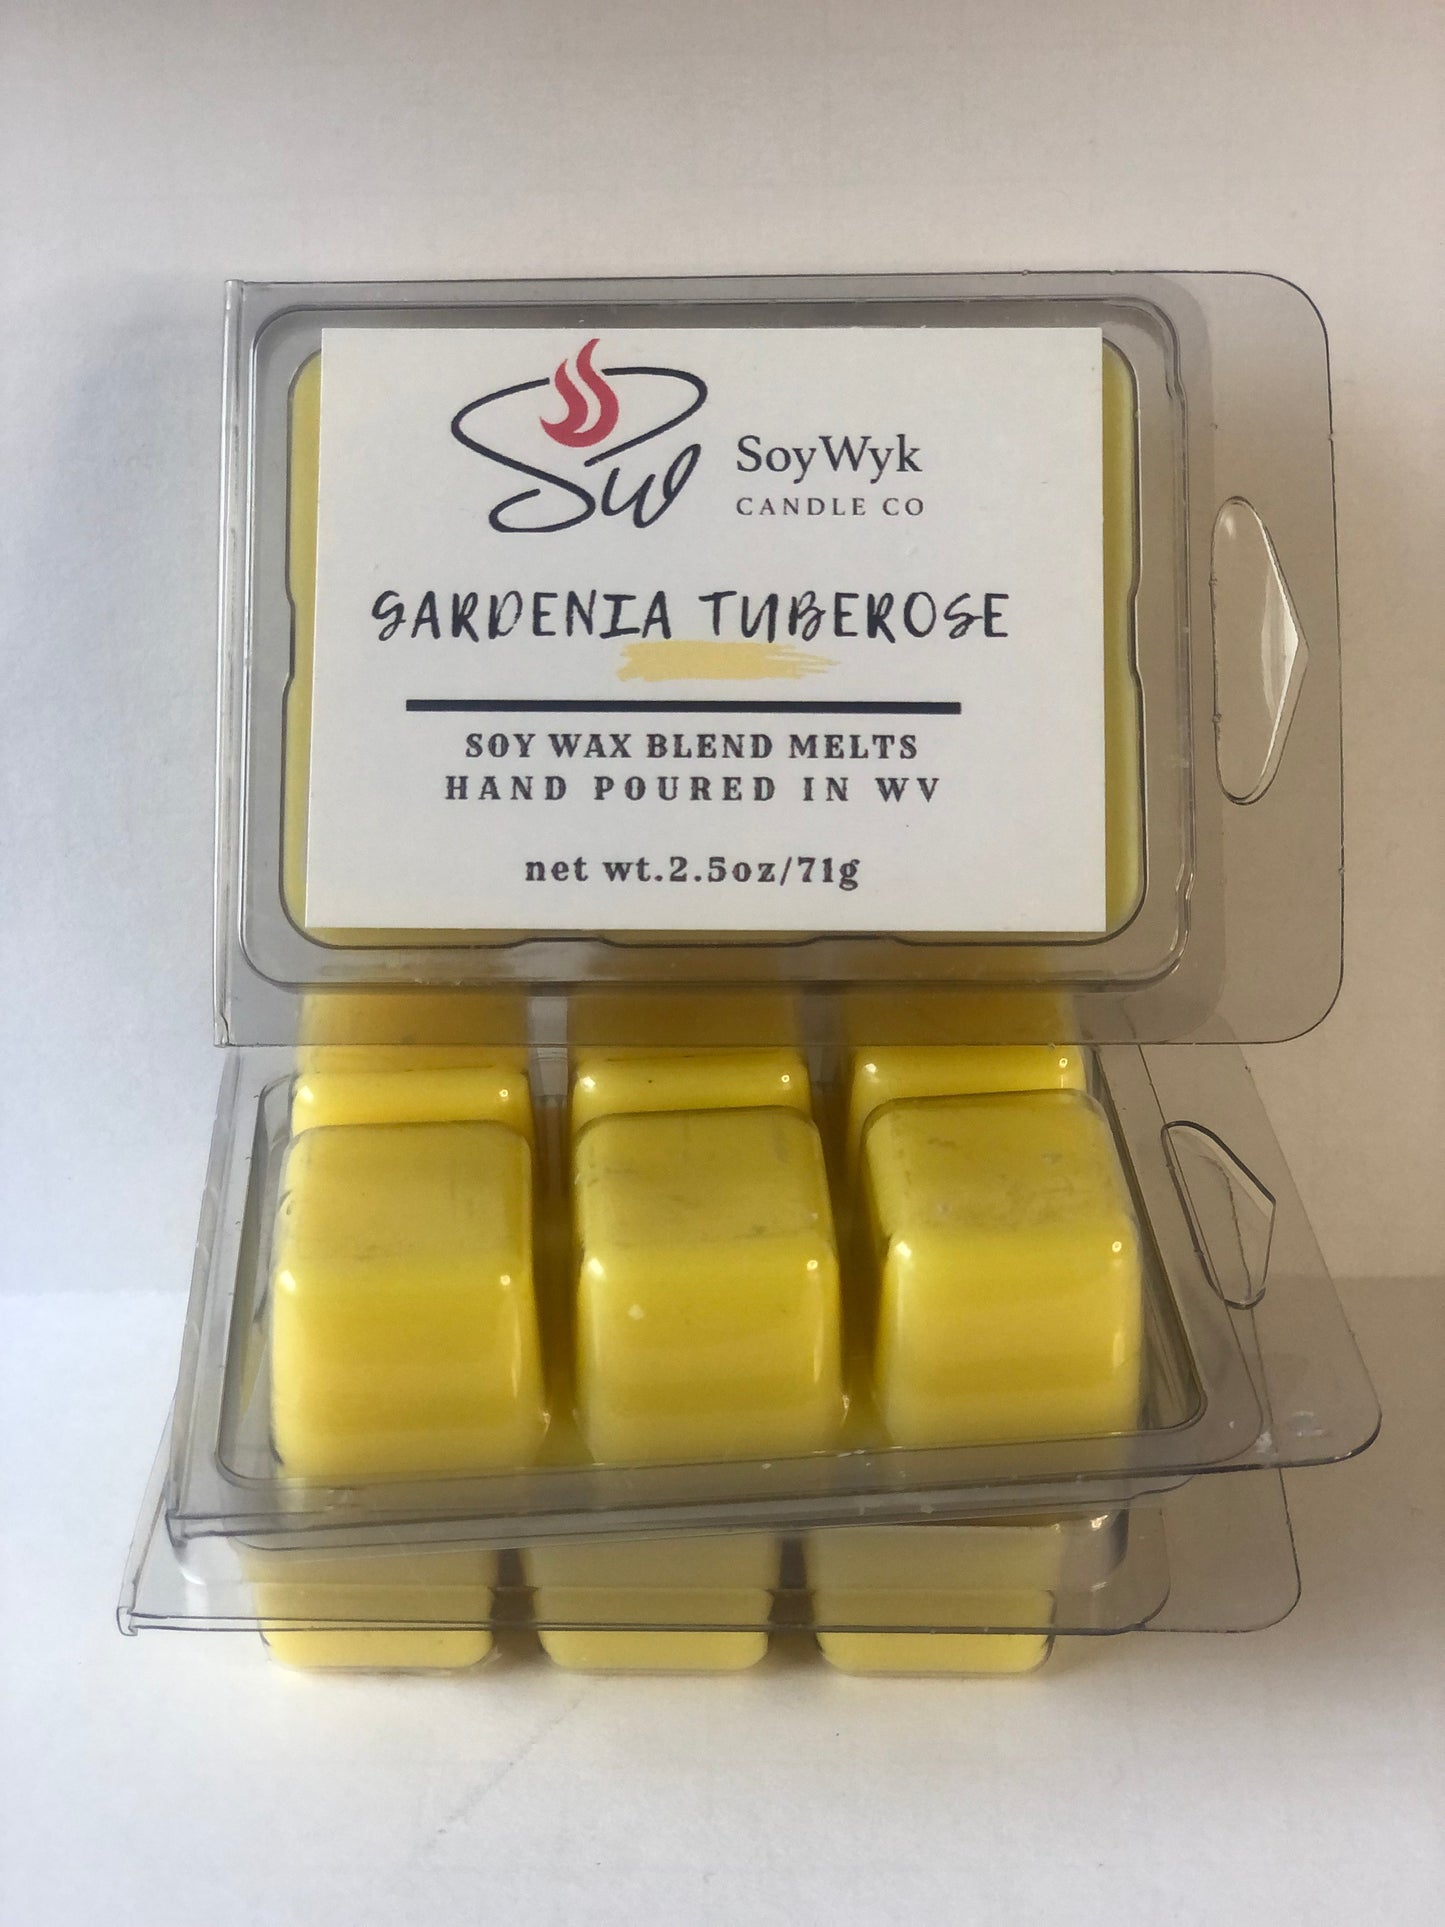 Sw
SoyWyk
CANDLE CO
GARDENIA TUBEROSE
SOY WAX BLEND MELTS
HAND POURED IN WV
net wt.2.5oz/71g